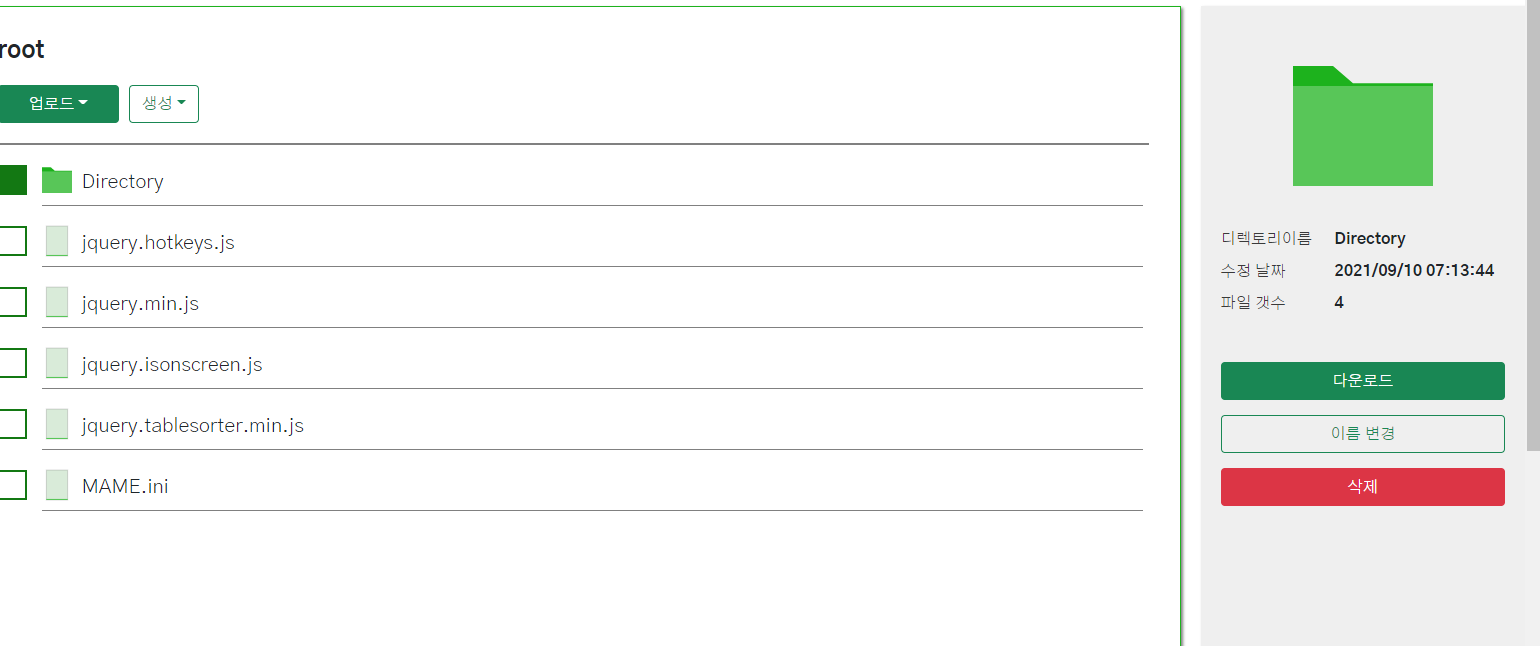 root
업로드
생성
Directory
jquery.hotkeys.js
jquery.min.js
jquery.isonscreen.js
jquery.tablesorter.min.js
MAME.ini
디렉토리이름 Directory
수정 날짜 2021/09/10 07:13:44
파일 갯수 4
다운로드
이름 변경
삭제